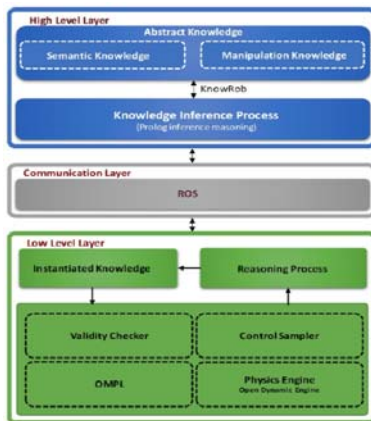 High Level Layer
Abstract Knowledge
Semantic Knowledge
Manipulation Knowledge
KnowRob
Knowledge Inference Process
(Prolog inference reasoning)
Communication Layer
ROS
Low Level Layer
Instantiated Knowledge
Reasoning Process
Validity Checker
Control Sampler
OMPL
Physics Engine
Open Dynamic Engine